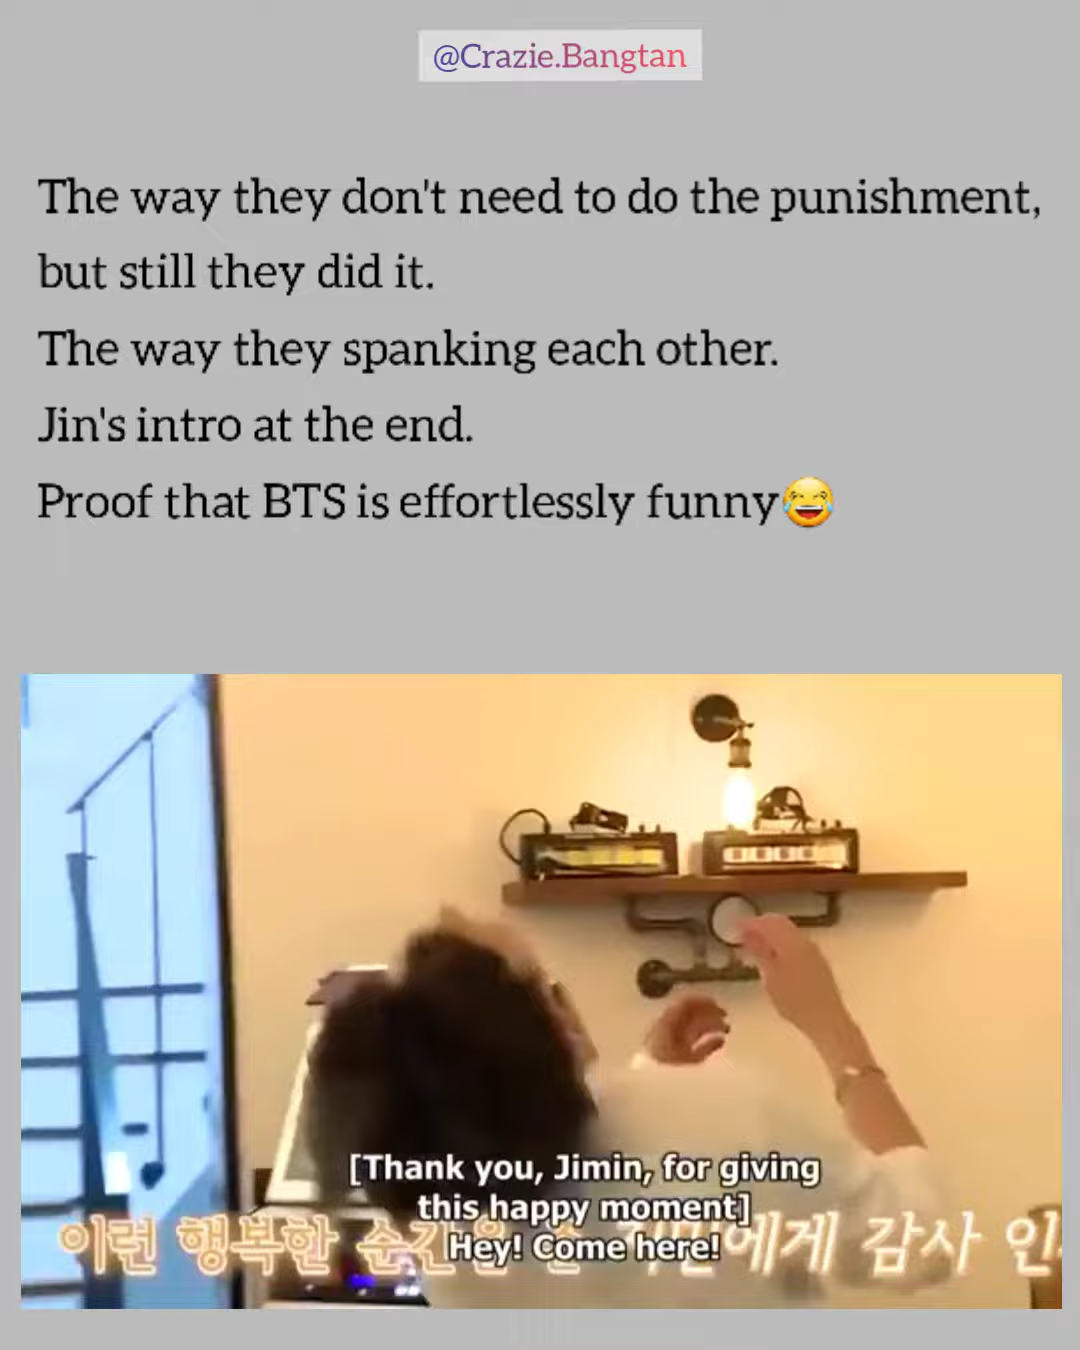 @Crazie.Bangtan
The way they don't need to do the punishment,
but still they did it.
The way they spanking each other.
Jin's intro at the end.
Proof that BTS is effortlessly funny😂
[Thank you, Jimin, for giving
this happy moment]
Hey! Come here!
이런 행복한 순간을 에게 감사 인